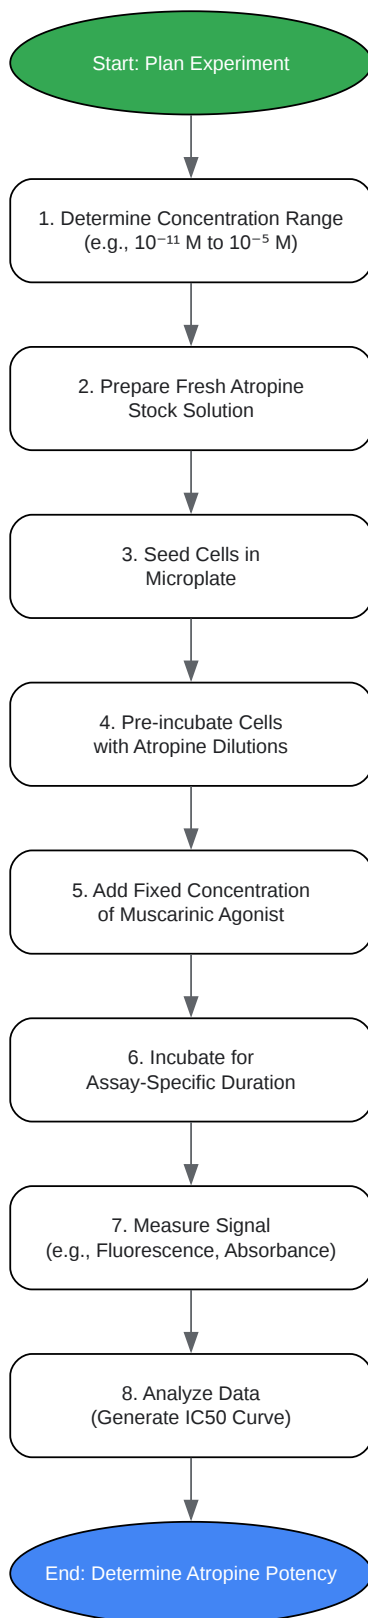 Start: Plan Experiment
1. Determine Concentration Range
(e.g., 10⁻¹¹ M to 10⁻⁵ M)
2. Prepare Fresh Atropine
Stock Solution
3. Seed Cells in
Microplate
4. Pre-incubate Cells
with Atropine Dilutions
5. Add Fixed Concentration
of Muscarinic Agonist
6. Incubate for
Assay-Specific Duration
7. Measure Signal
(e.g., Fluorescence, Absorbance)
8. Analyze Data
(Generate IC50 Curve)
End: Determine Atropine Potency